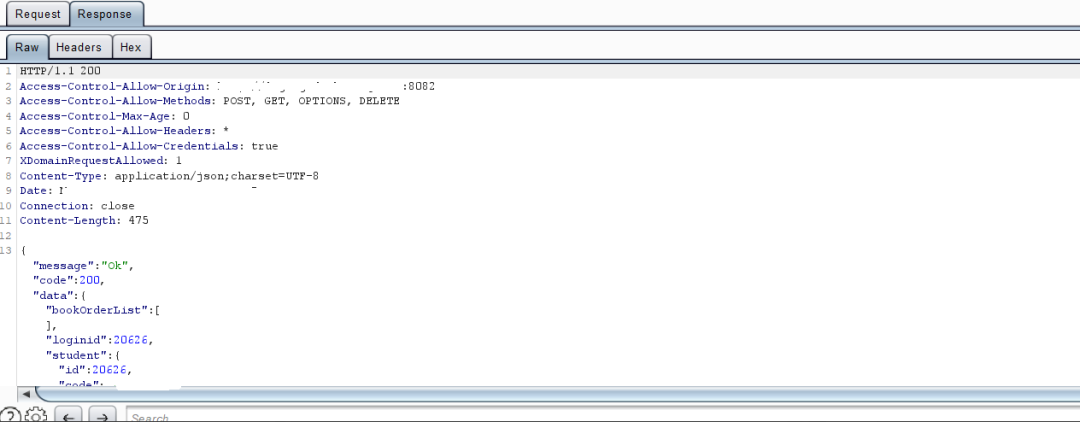 Request Response
Raw Headers Hex
1 HTTP/1.1 200
2 Access-Control-Allow-Origin: :8082
3 Access-Control-Allow-Methods: POST, GET, OPTIONS, DELETE
4 Access-Control-Max-Age: 0
5 Access-Control-Allow-Headers: *
6 Access-Control-Allow-Credentials: true
7 XDomainRequestAllowed: 1
8 Content-Type: application/json;charset=UTF-8
9 Date:
10 Connection: close
11 Content-Length: 475
12
13 {
"message":"Ok",
"code":200,
"data":{
"bookOrderList":[
],
"loginid":20626,
"student":{
"id":20626,
"code":
Search